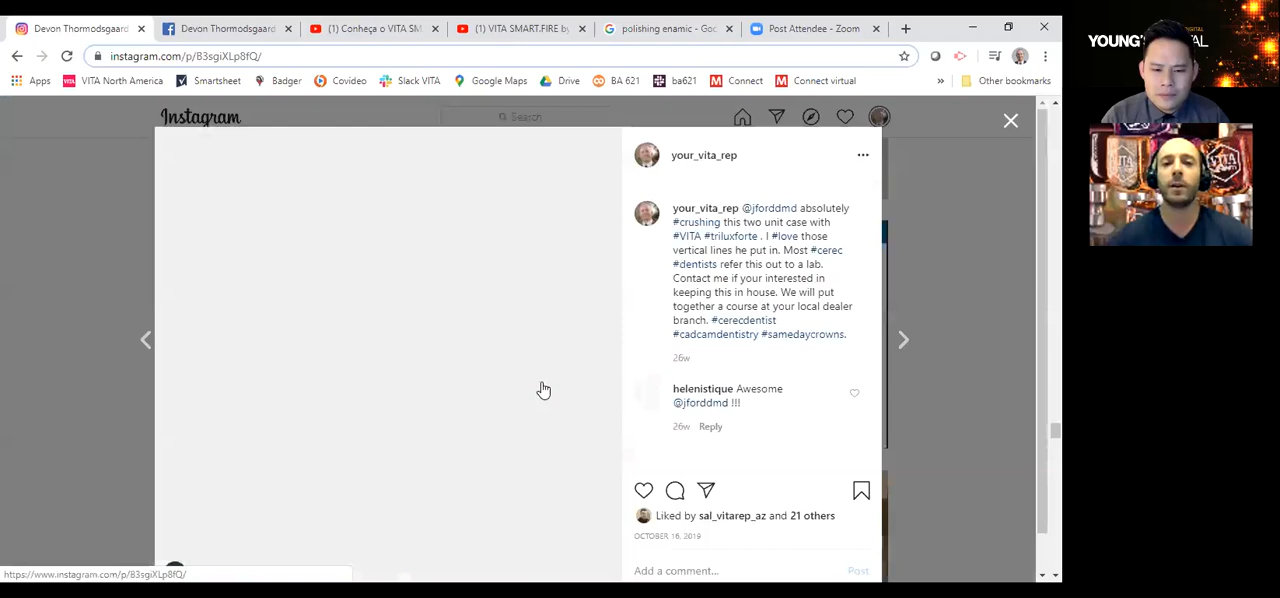 Devon Thormodsgaard
Devon Thormodsgaard
(1) Conheça o VITA SM
(1) VITA SMART.FIRE by
polishing enamic - Goo
Post Attendee - Zoom
instagram.com/p/B3sgiXLp8fQ/
Apps
VITA North America
Smartsheet
Badger
Covideo
Slack VITA
Google Maps
Drive
BA 621
ba621
Connect
Connect virtual
»
Other bookmarks
Instagram
Search
your_vita_rep
your_vita_rep @jforddmd absolutely
#crushing this two unit case with
#VITA #triluxforte . I #love those
vertical lines he put in. Most #cerec
#dentists refer this out to a lab.
Contact me if your interested in
keeping this in house. We will put
together a course at your local dealer
branch. #cerecdentist
#cadcamdentistry #samedaycrowns.
26w
helenistique Awesome
@jforddmd !!!
26w Reply
Liked by sal_vitarep_az and 21 others
OCTOBER 16, 2019
Add a comment...
Post
https://www.instagram.com/p/B3sgiXLp8fQ/
YOUNG'S
VITA